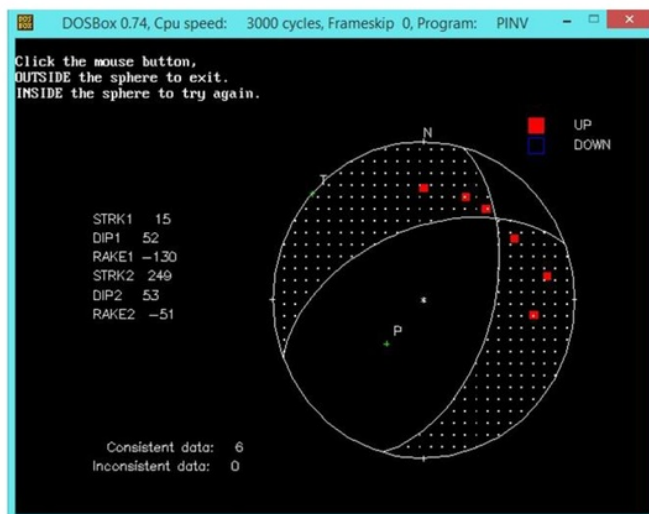 DOSBox 0.74, Cpu speed: 3000 cycles, Frameskip 0, Program: PINV
Click the mouse button,
OUTSIDE the sphere to exit.
INSIDE the sphere to try again.
UP
DOWN
N
T
STRK1 15
DIP1 52
RAKE1 -130
STRK2 249
DIP2 53
RAKE2 -51
P
Consistent data: 6
Inconsistent data: 0